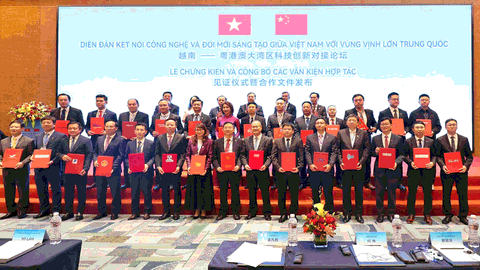 DIỄN ĐÀN KẾT NỐI CÔNG NGHỆ VÀ ĐỔI MỚI SÁNG TẠO GIỮA VIỆT NAM VỚI VÙNG VỊNH LỚN TRUNG QUỐC
越南 —— 粤港澳大湾区科技创新对接论坛
LỄ CHỨNG KIẾN VÀ CÔNG BỐ CÁC VĂN KIỆN HỢP TÁC
见证仪式暨合作文件发布